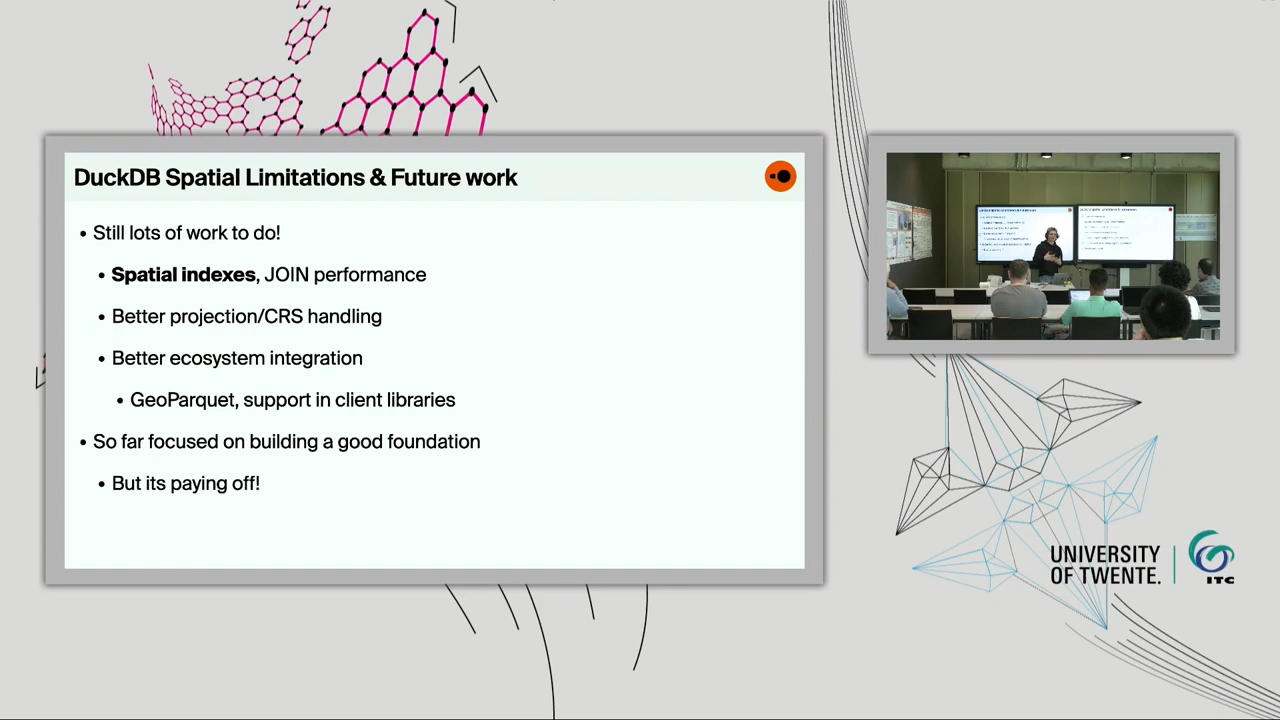 DuckDB Spatial Limitations & Future work
• Still lots of work to do!
• Spatial indexes, JOIN performance
• Better projection/CRS handling
• Better ecosystem integration
• GeoParquet, support in client libraries
• So far focused on building a good foundation
• But its paying off!
UNIVERSITY
OF TWENTE.
ITC